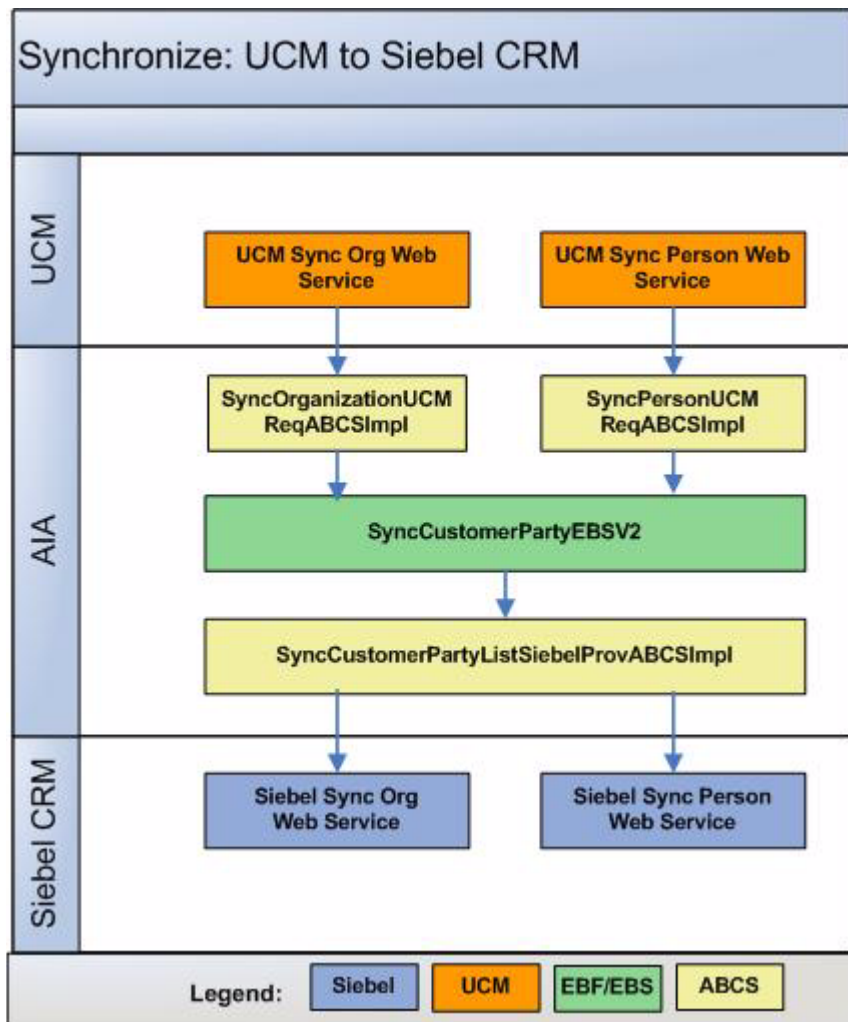 Synchronize: UCM to Siebel CRM
UCM
UCM Sync Org Web
Service
UCM Sync Person Web
Service
AIA
SyncOrganizationUCM
ReqABCSImpl
SyncPersonUCM
ReqABCSImpl
SyncCustomerPartyEBSV2
SyncCustomerPartyListSiebelProvABCSImpl
Siebel CRM
Siebel Sync Org
Web Service
Siebel Sync Person
Web Service
Legend:
Siebel
UCM
EBF/EBS
ABCS